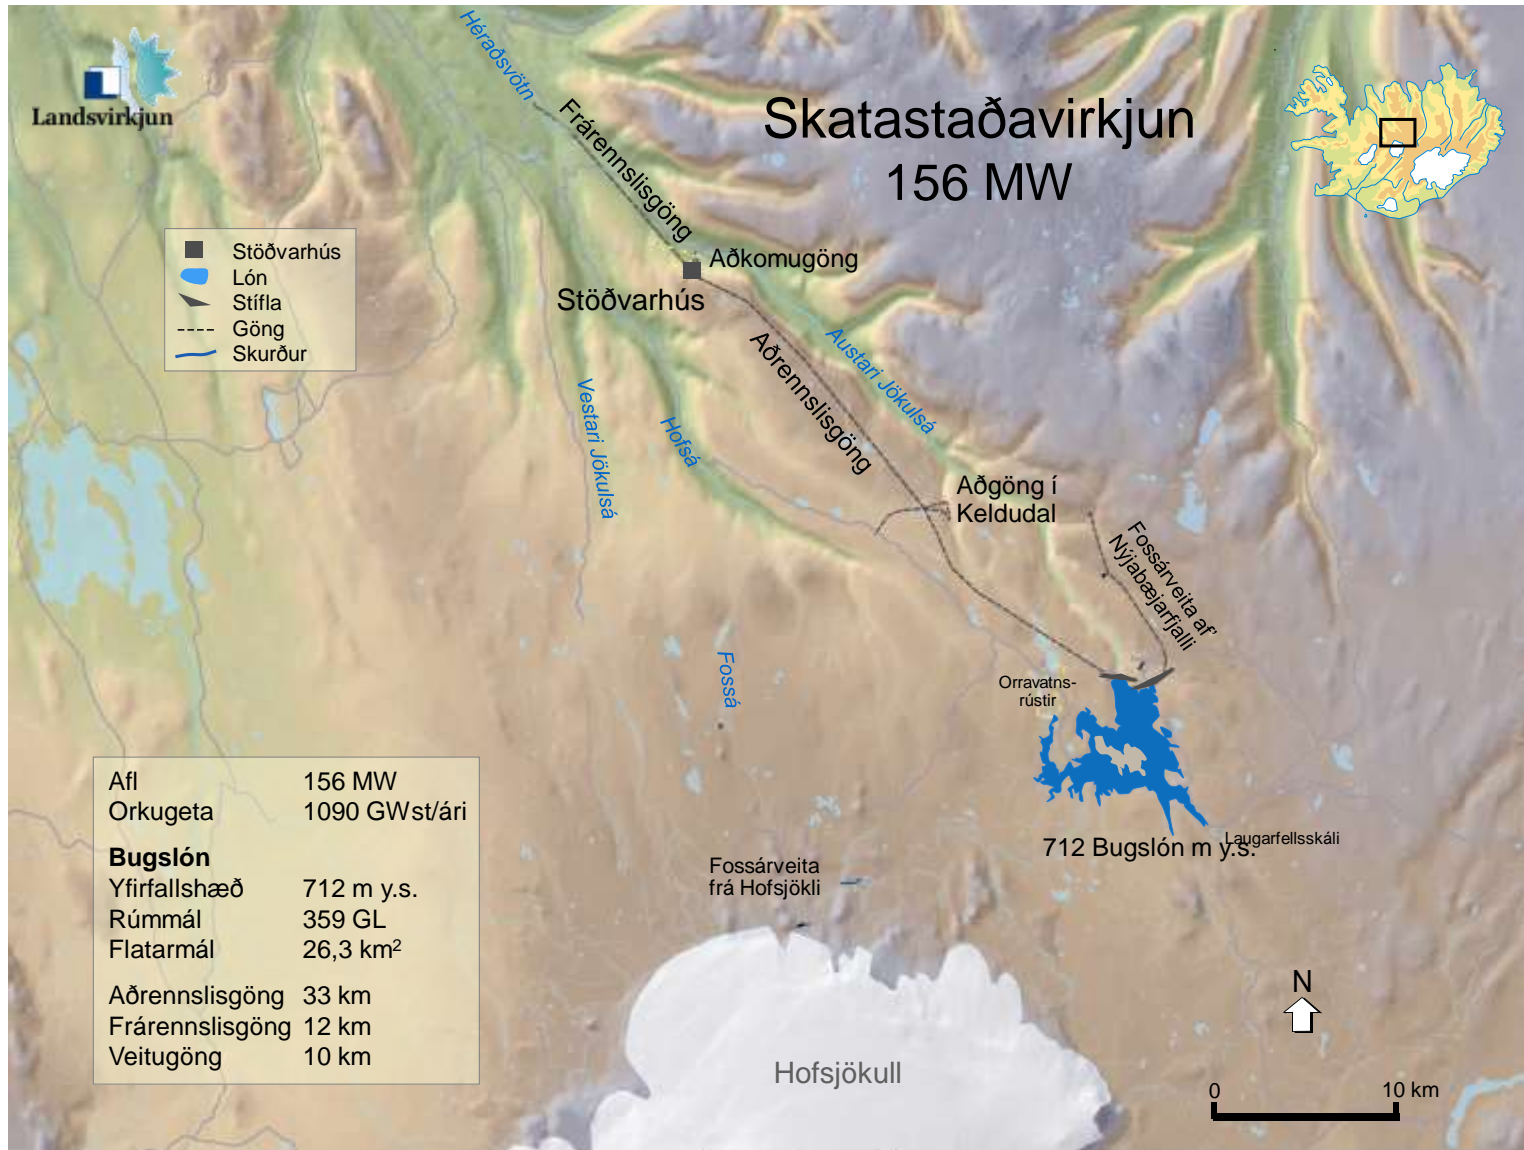 Landsvirkjun
Skatastaðavirkjun
156 MW
Héraðsvötn
Frárennslisgöng
Aðkomugöng
Stöðvarhús
Stöðvarhús
Lón
Stífla
Göng
Skurður
Aðrennslisgöng
Austari Jökulsá
Vestari Jökulsá
Hofsá
Aðgöng í
Keldudal
Fossárveita af'
Nýjabæjarfjalli
Fossá
Orravatns-
rústir
712 Bugslón m y.s.
Laugarfellsskáli
Fossárveita
frá Hofsjökli
Hofsjökull
Afl 156 MW
Orkugeta 1090 GWst/ári
Bugslón
Yfirfallshæð 712 m y.s.
Rúmmál 359 GL
Flatarmál 26,3 km²
Aðrennslisgöng 33 km
Frárennslisgöng 12 km
Veitugöng 10 km
N
0 10 km